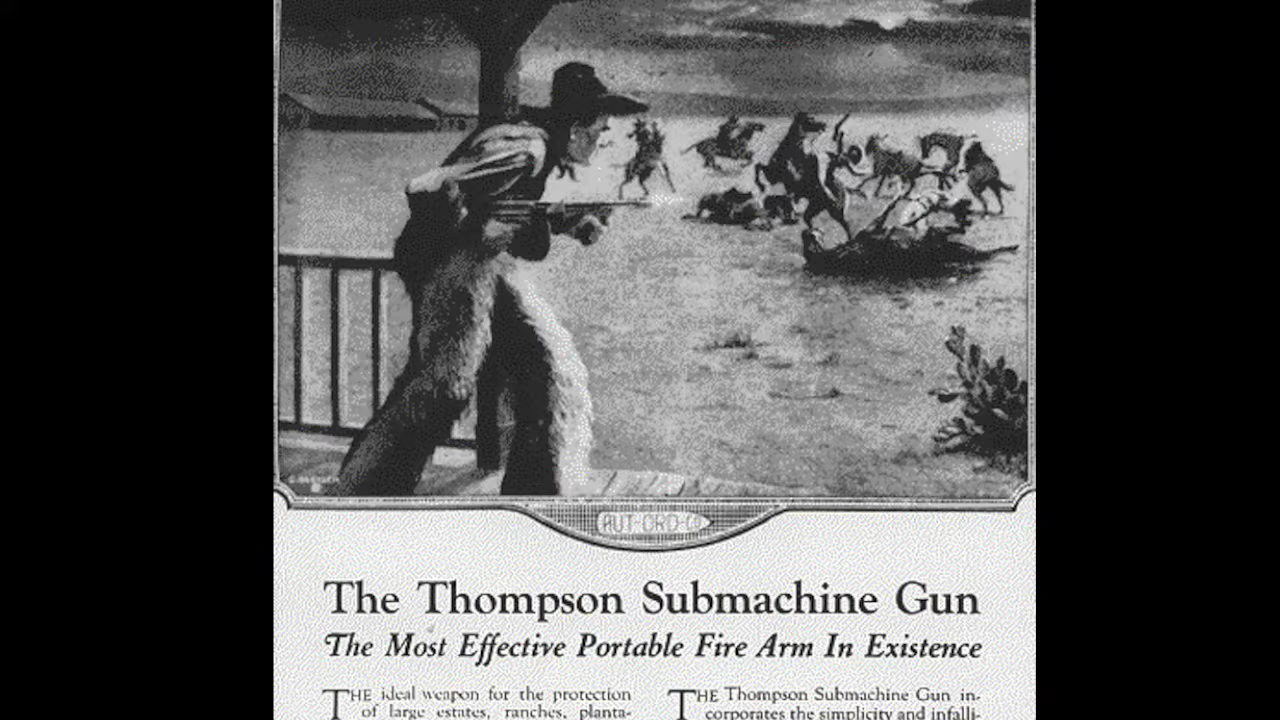 AUT-ORD-CO
The Thompson Submachine Gun
The Most Effective Portable Fire Arm In Existence
THE ideal weapon for the protection
of large estates, ranches, planta-
THE Thompson Submachine Gun in-
corporates the simplicity and infalli-